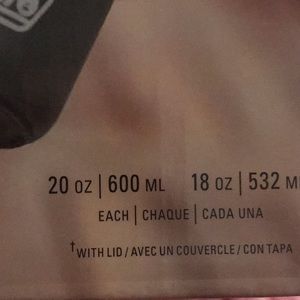 20 OZ | 600 ML 18 OZ | 532 M
EACH | CHAQUE | CADA UNA
†WITH LID / AVEC UN COUVERCLE / CON TAPA